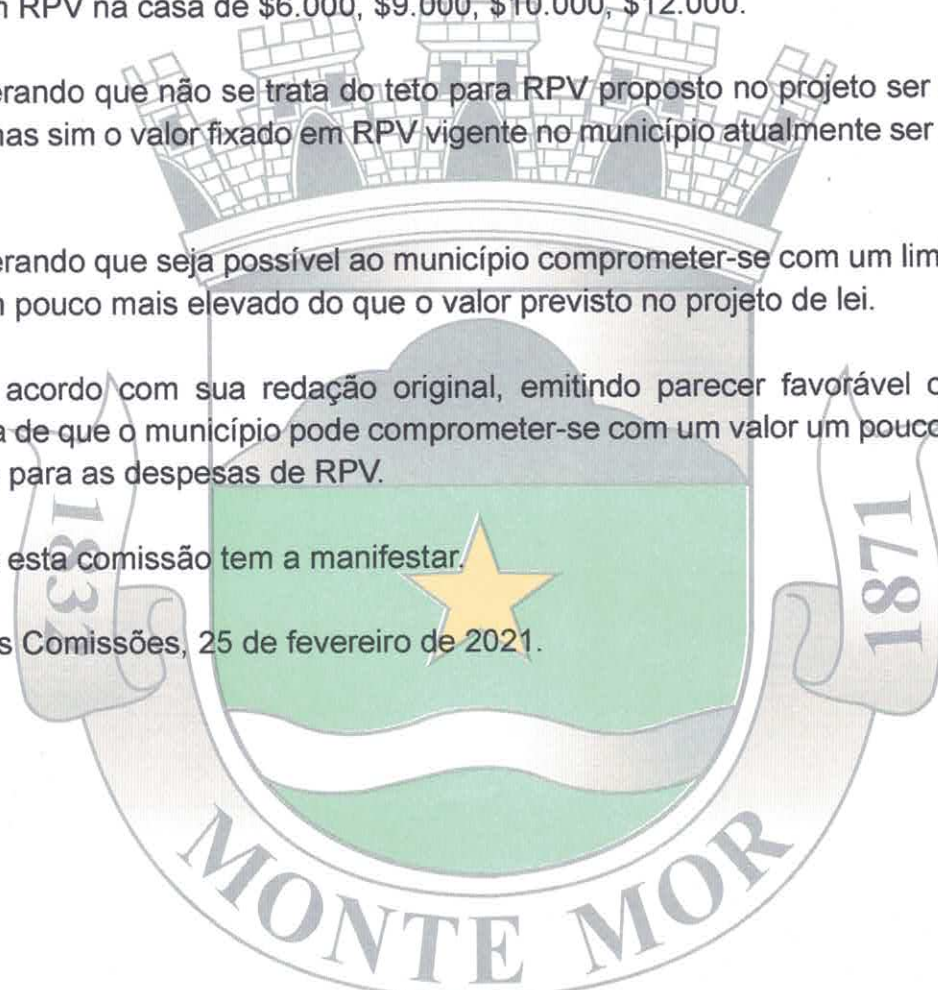 m RPV na casa de $6.000, $9.000, $10.000, $12.000.
erando que não se trata do teto para RPV proposto no projeto ser
nas sim o valor fixado em RPV vigente no município atualmente ser
erando que seja possível ao município comprometer-se com um lim
n pouco mais elevado do que o valor previsto no projeto de lei.
acordo com sua redação original, emitindo parecer favorável c
a de que o município pode comprometer-se com um valor um pouco
para as despesas de RPV.
esta comissão tem a manifestar.
s Comissões, 25 de fevereiro de 2021.
1832
1871
MONTE MOR